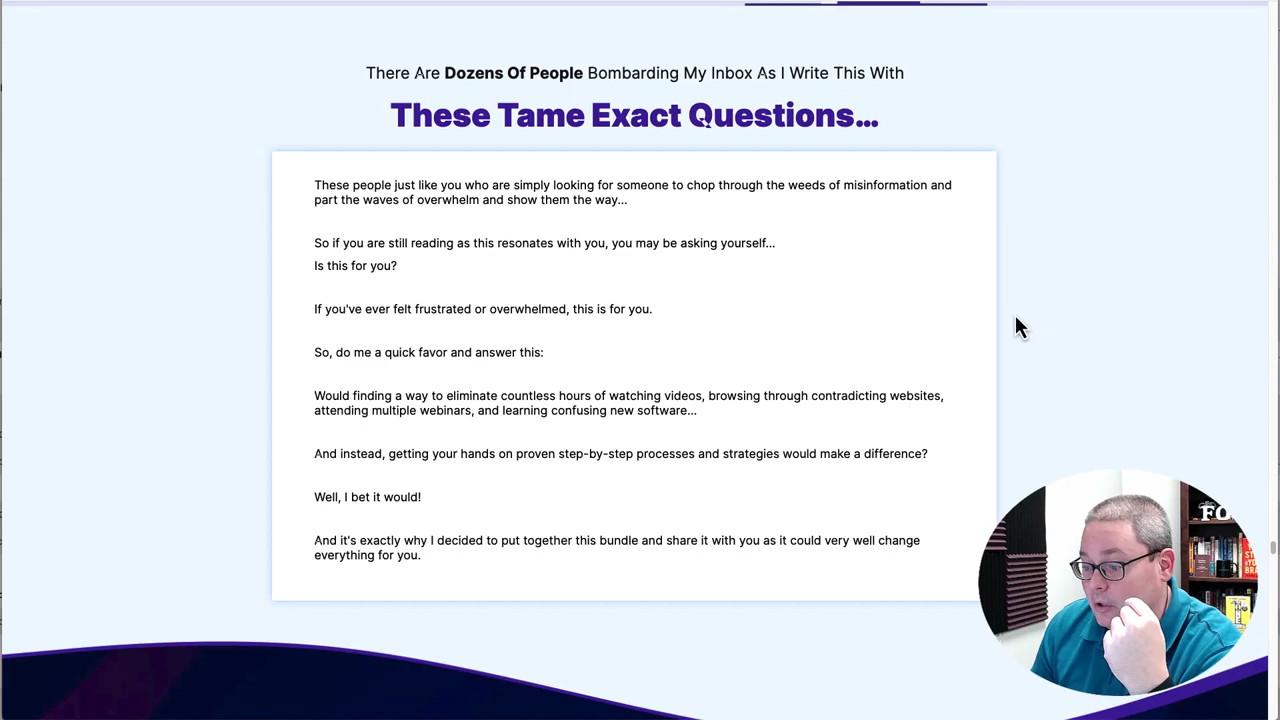 There Are Dozens Of People Bombarding My Inbox As I Write This With
These Tame Exact Questions...
These people just like you who are simply looking for someone to chop through the weeds of misinformation and
part the waves of overwhelm and show them the way...
So if you are still reading as this resonates with you, you may be asking yourself...
Is this for you?
If you've ever felt frustrated or overwhelmed, this is for you.
So, do me a quick favor and answer this:
Would finding a way to eliminate countless hours of watching videos, browsing through contradicting websites,
attending multiple webinars, and learning confusing new software...
And instead, getting your hands on proven step-by-step processes and strategies would make a difference?
Well, I bet it would!
And it's exactly why I decided to put together this bundle and share it with you as it could very well change
everything for you.
FO